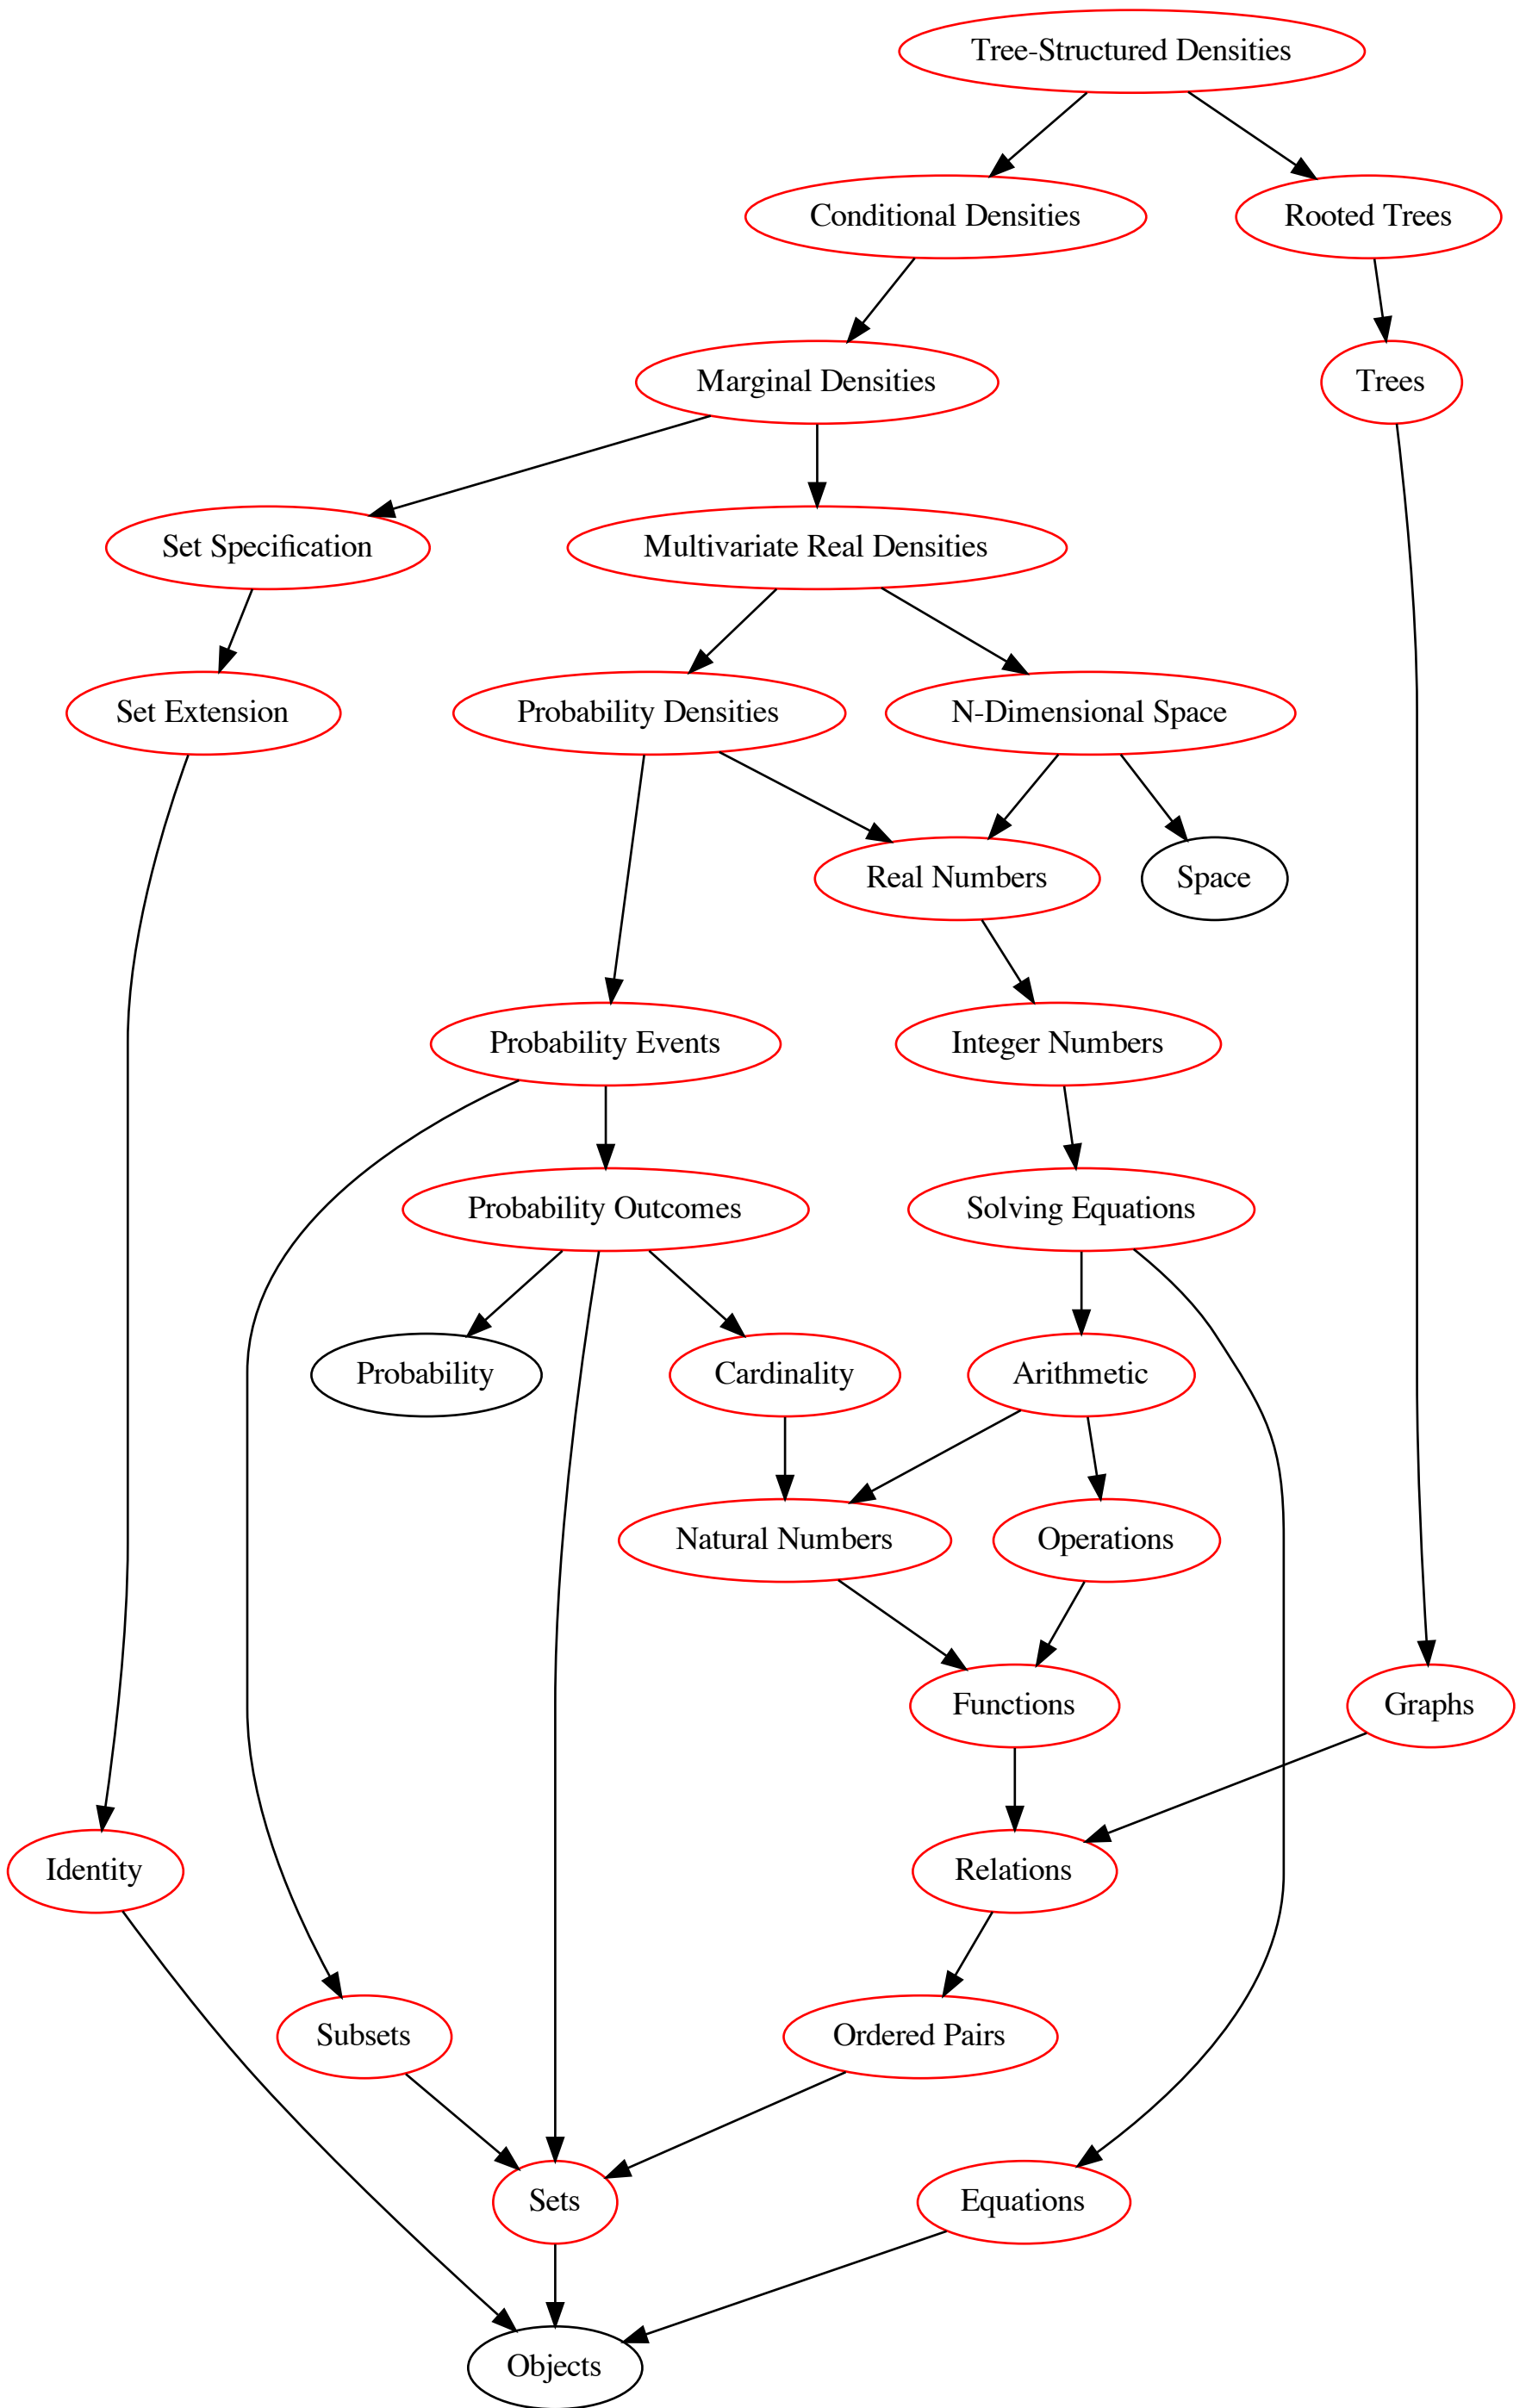 Tree-Structured Densities
Conditional Densities
Rooted Trees
Marginal Densities
Trees
Set Specification
Multivariate Real Densities
Set Extension
Probability Densities
N-Dimensional Space
Real Numbers
Space
Probability Events
Integer Numbers
Probability Outcomes
Solving Equations
Probability
Cardinality
Arithmetic
Natural Numbers
Operations
Functions
Graphs
Identity
Relations
Subsets
Ordered Pairs
Sets
Equations
Objects